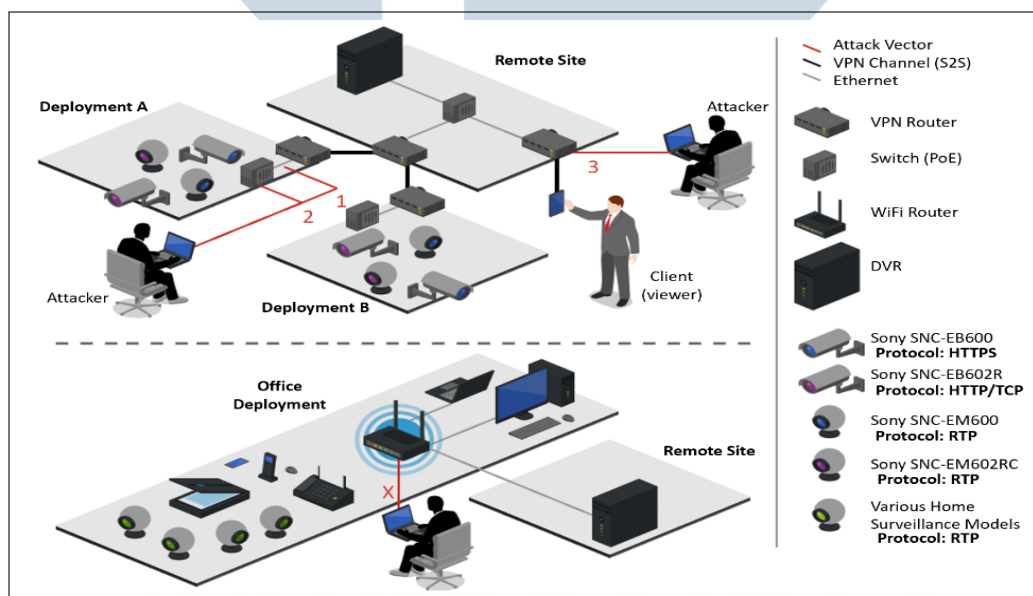 Remote Site
Deployment A
Attacker
3
1
2
Attacker
Deployment B
Client
(viewer)
Office
Deployment
Remote Site
X
Attack Vector
VPN Channel (S2S)
Ethernet
VPN Router
Switch (PoE)
WiFi Router
DVR
Sony SNC-EB600
Protocol: HTTPS
Sony SNC-EB602R
Protocol: HTTP/TCP
Sony SNC-EM600
Protocol: RTP
Sony SNC-EM602RC
Protocol: RTP
Various Home
Surveillance Models
Protocol: RTP